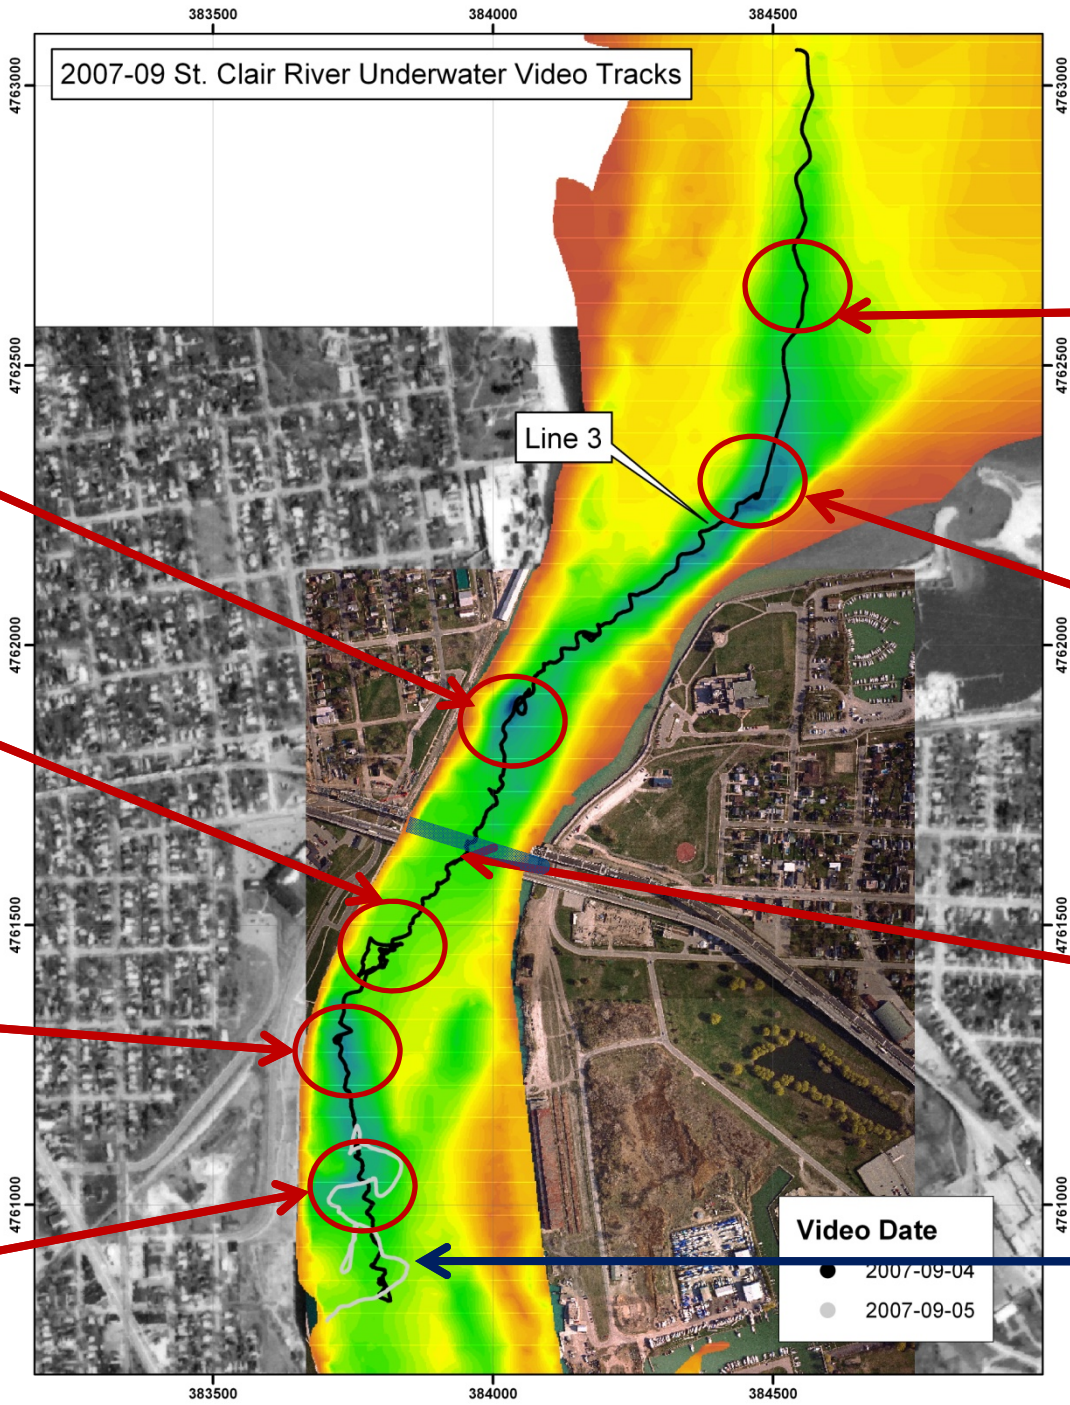 383500 384000 384500
2007-09 St. Clair River Underwater Video Tracks
4763000 4763000
4762500 4762500
Line 3
4762000 4762000
4761500 4761500
4761000 4761000
Video Date
2007-09-04
2007-09-05
383500 384000 384500